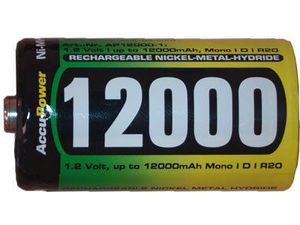 Art.-Nr. AP12000-1.
1.2 Volt, up to 12000mAh, Mono I D I R20
RECHARGEABLE NICKEL-METAL-HYDRIDE
AccuPower
Ni-M
12000
1.2 Volt, up to 12000mAh Mono I D I R20
RECHARGEABLE NICKEL METAL HYDRIDE